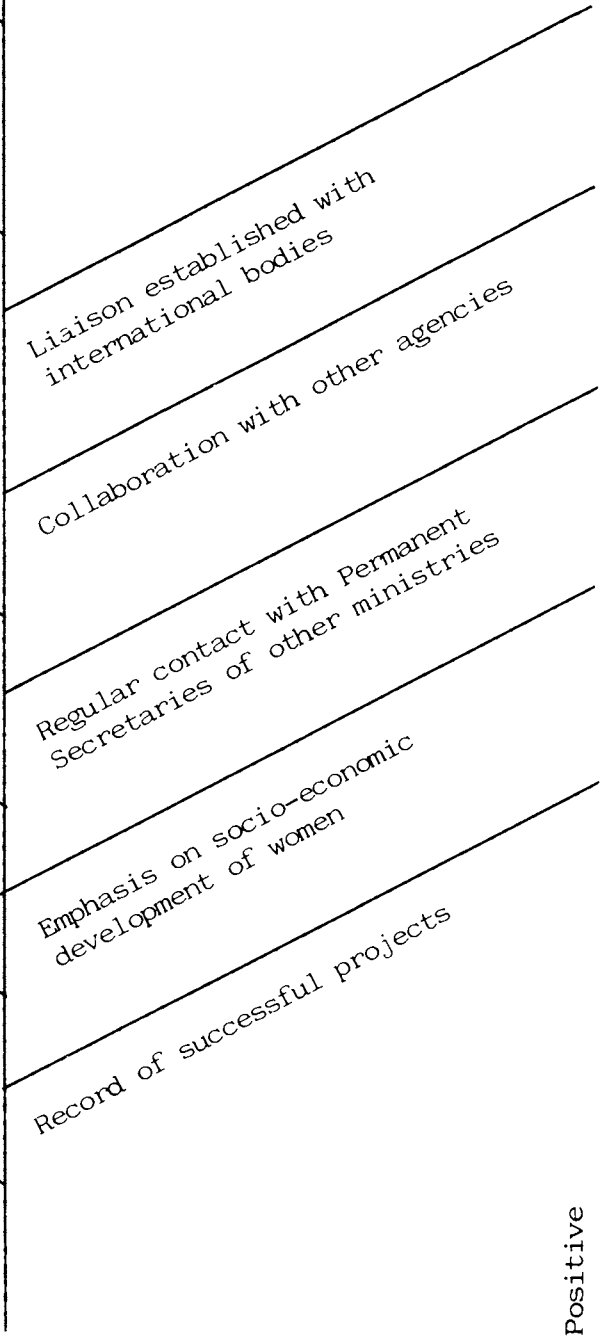 Liaison established with
international bodies
Collaboration with other agencies
Regular contact with Permanent
Secretaries of other ministries
Emphasis on socio-economic
development of women
Record of successful projects
Positive